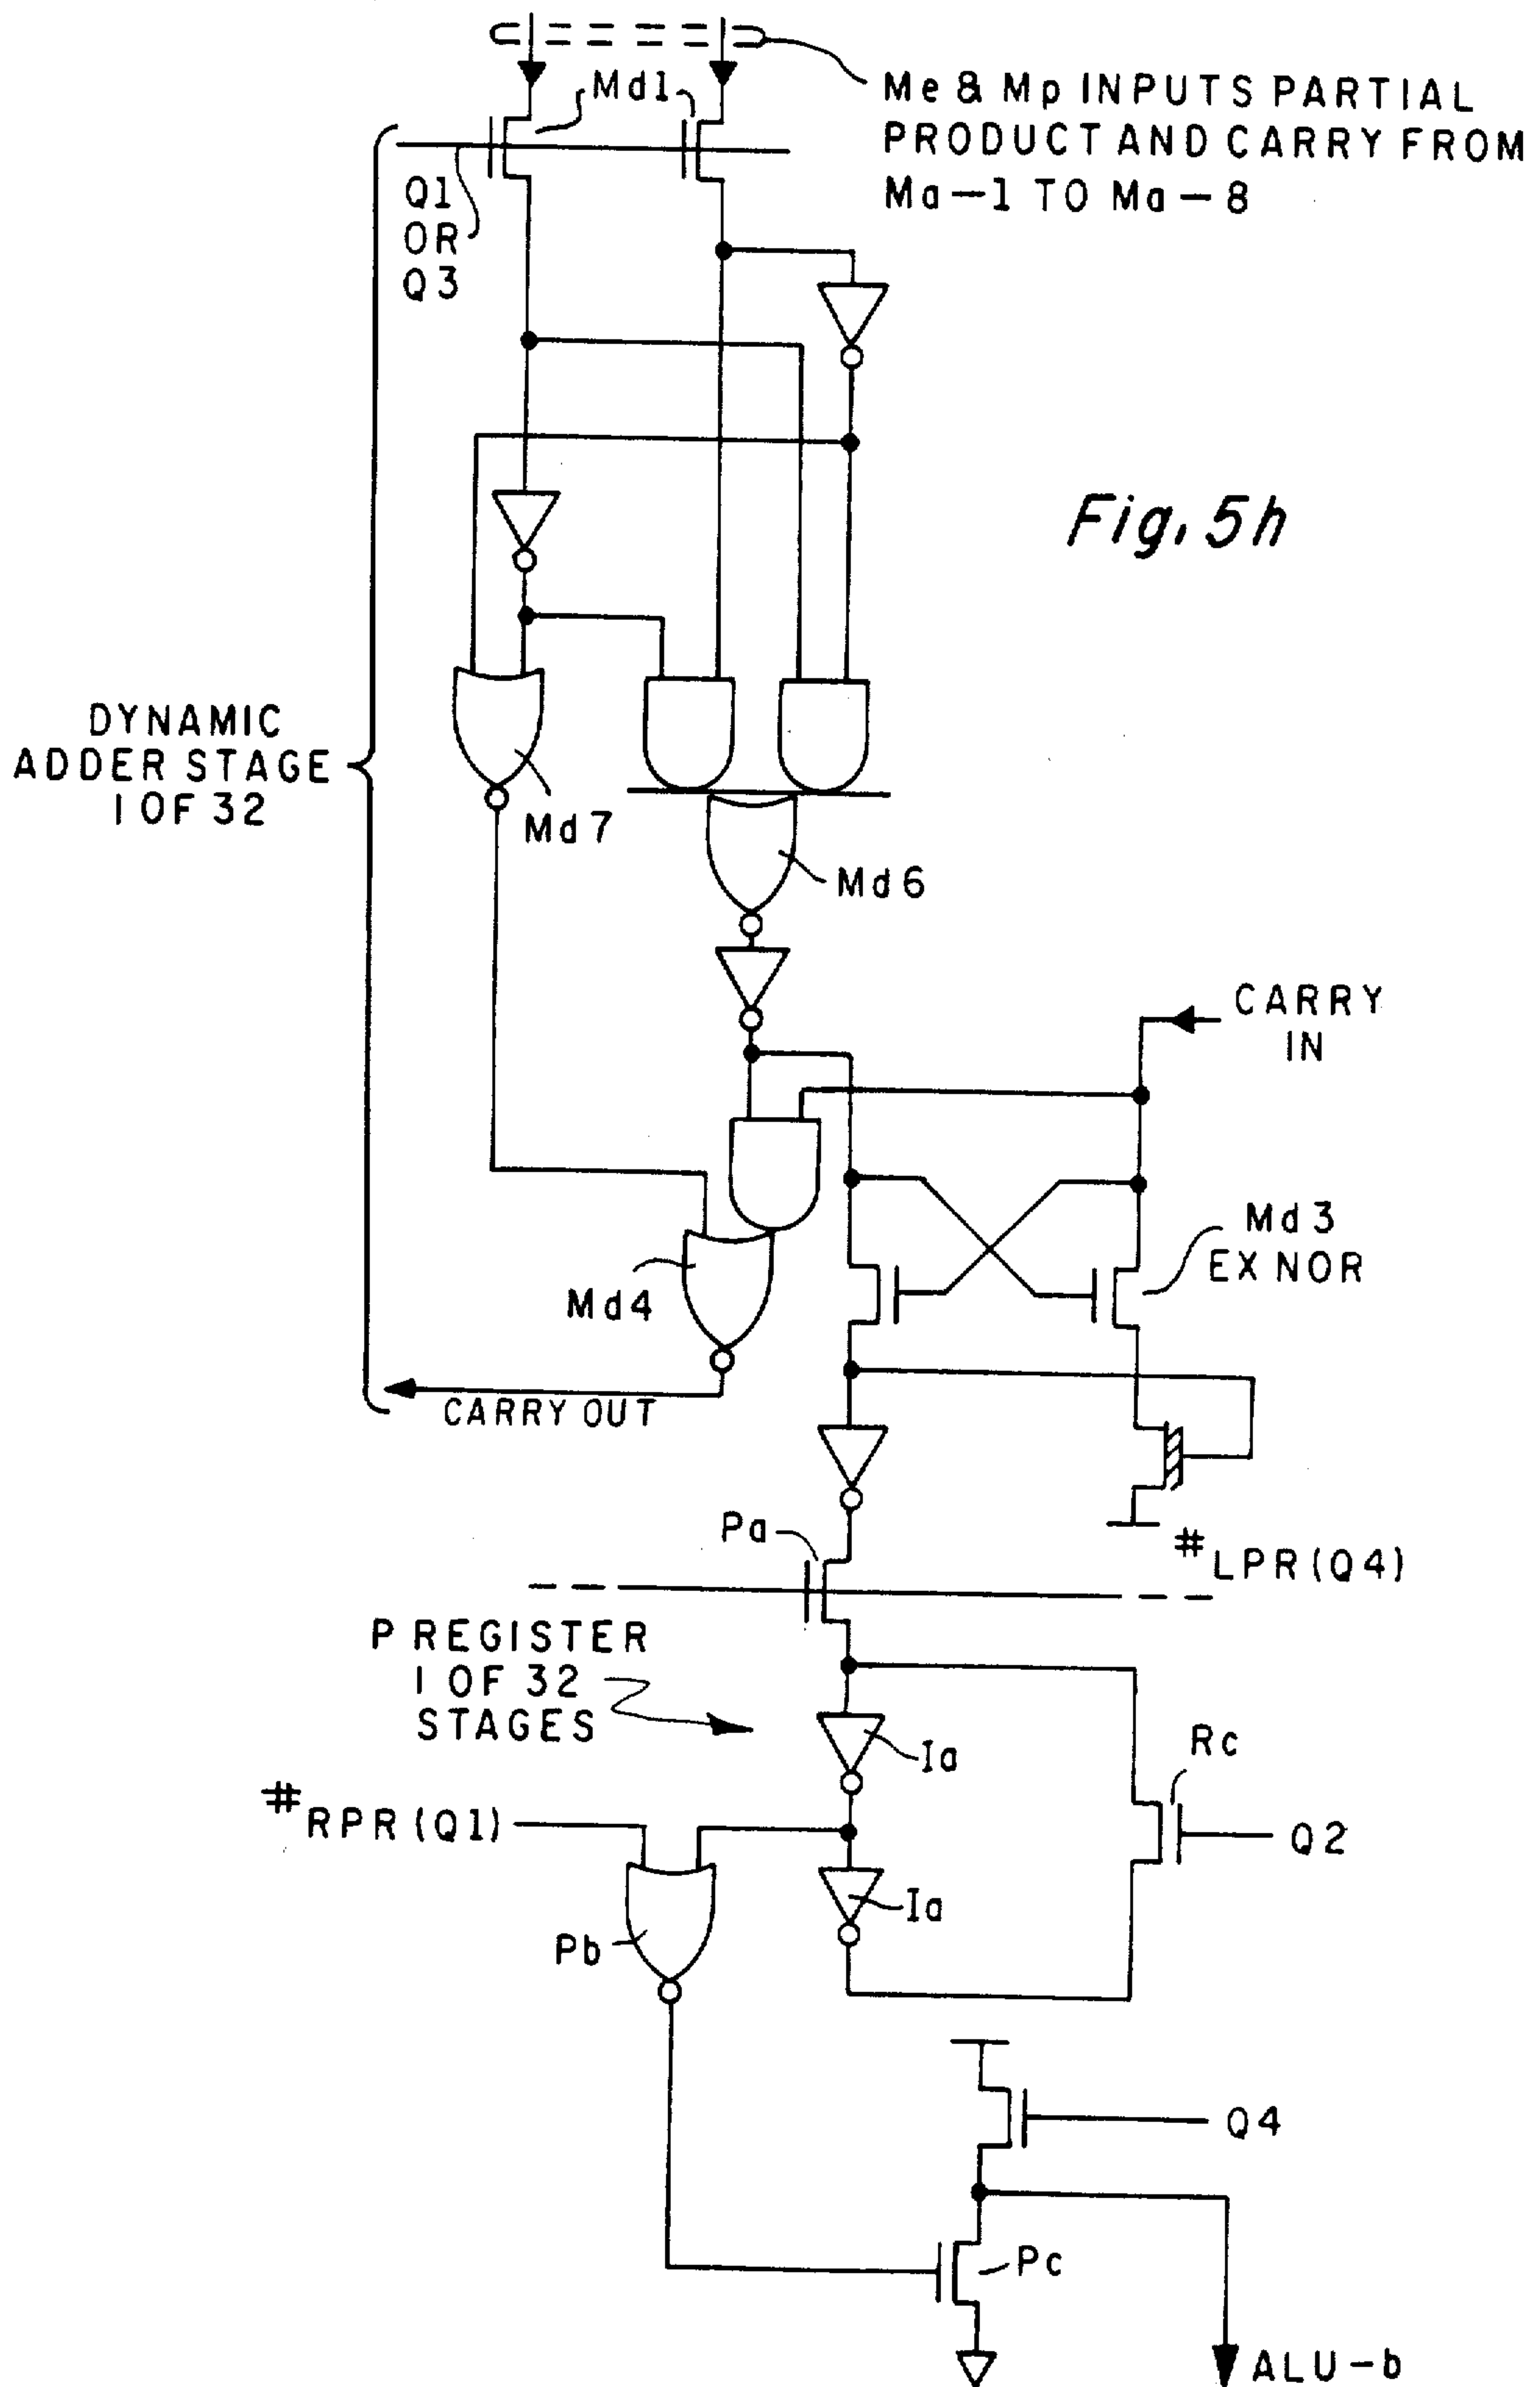 Md1
Me & Mp INPUTS PARTIAL
PRODUCT AND CARRY FROM
Ma-1 TO Ma-8
Q1
OR
Q3
Fig. 5h
DYNAMIC
ADDER STAGE
1 OF 32
Md7
Md6
CARRY
IN
Md3
EX NOR
Md4
CARRY OUT
Pa
#LPR(Q4)
P REGISTER
1 OF 32
STAGES
Ia
Rc
#RPR(Q1)
Q2
Ia
Pb
Q4
Pc
ALU-b